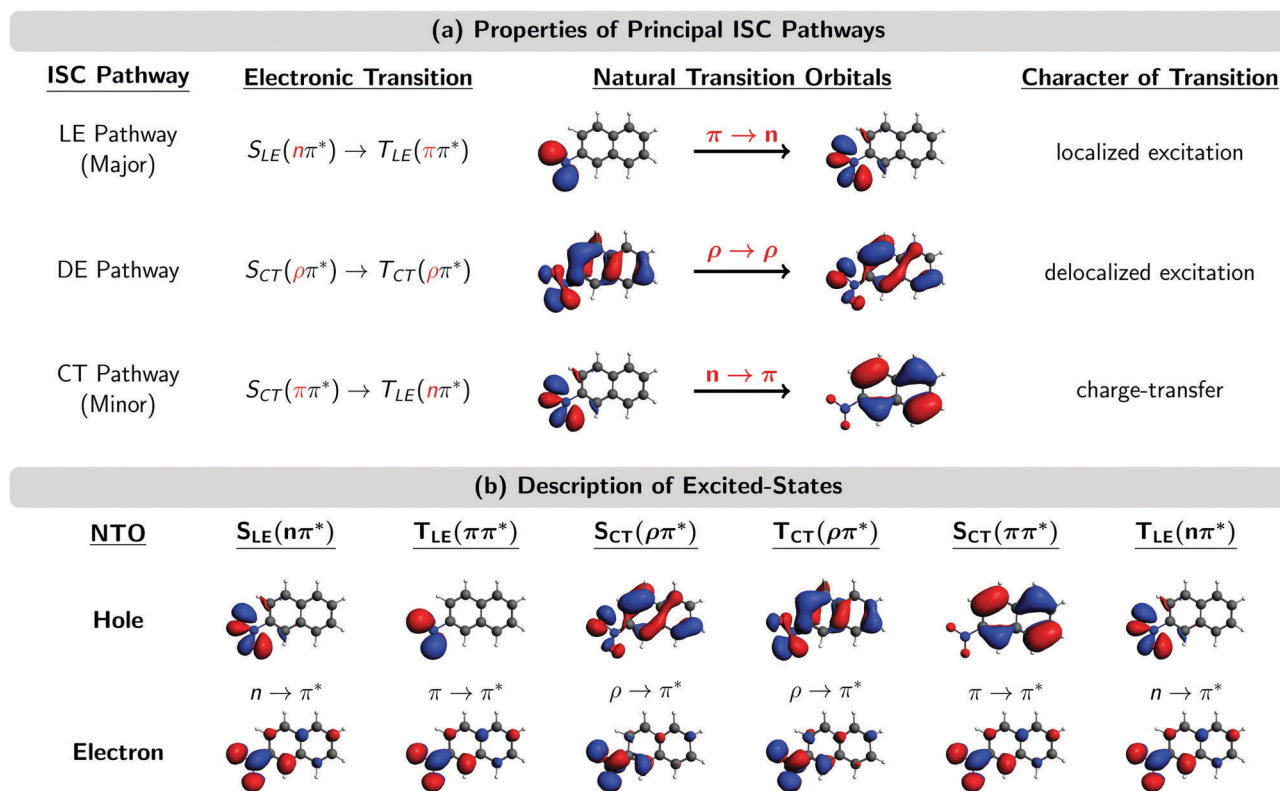 (a) Properties of Principal ISC Pathways
ISC Pathway Electronic Transition Natural Transition Orbitals Character of Transition
LE Pathway
(Major)
S_LE(nπ*) → T_LE(ππ*)
π → n
localized excitation
DE Pathway
S_CT(ρπ*) → T_CT(ρπ*)
ρ → ρ
delocalized excitation
CT Pathway
(Minor)
S_CT(ππ*) → T_LE(nπ*)
n → π
charge-transfer
(b) Description of Excited-States
NTO S_LE(nπ*) T_LE(ππ*) S_CT(ρπ*) T_CT(ρπ*) S_CT(ππ*) T_LE(nπ*)
Hole
n → π* π → π* ρ → π* ρ → π* π → π* n → π*
Electron